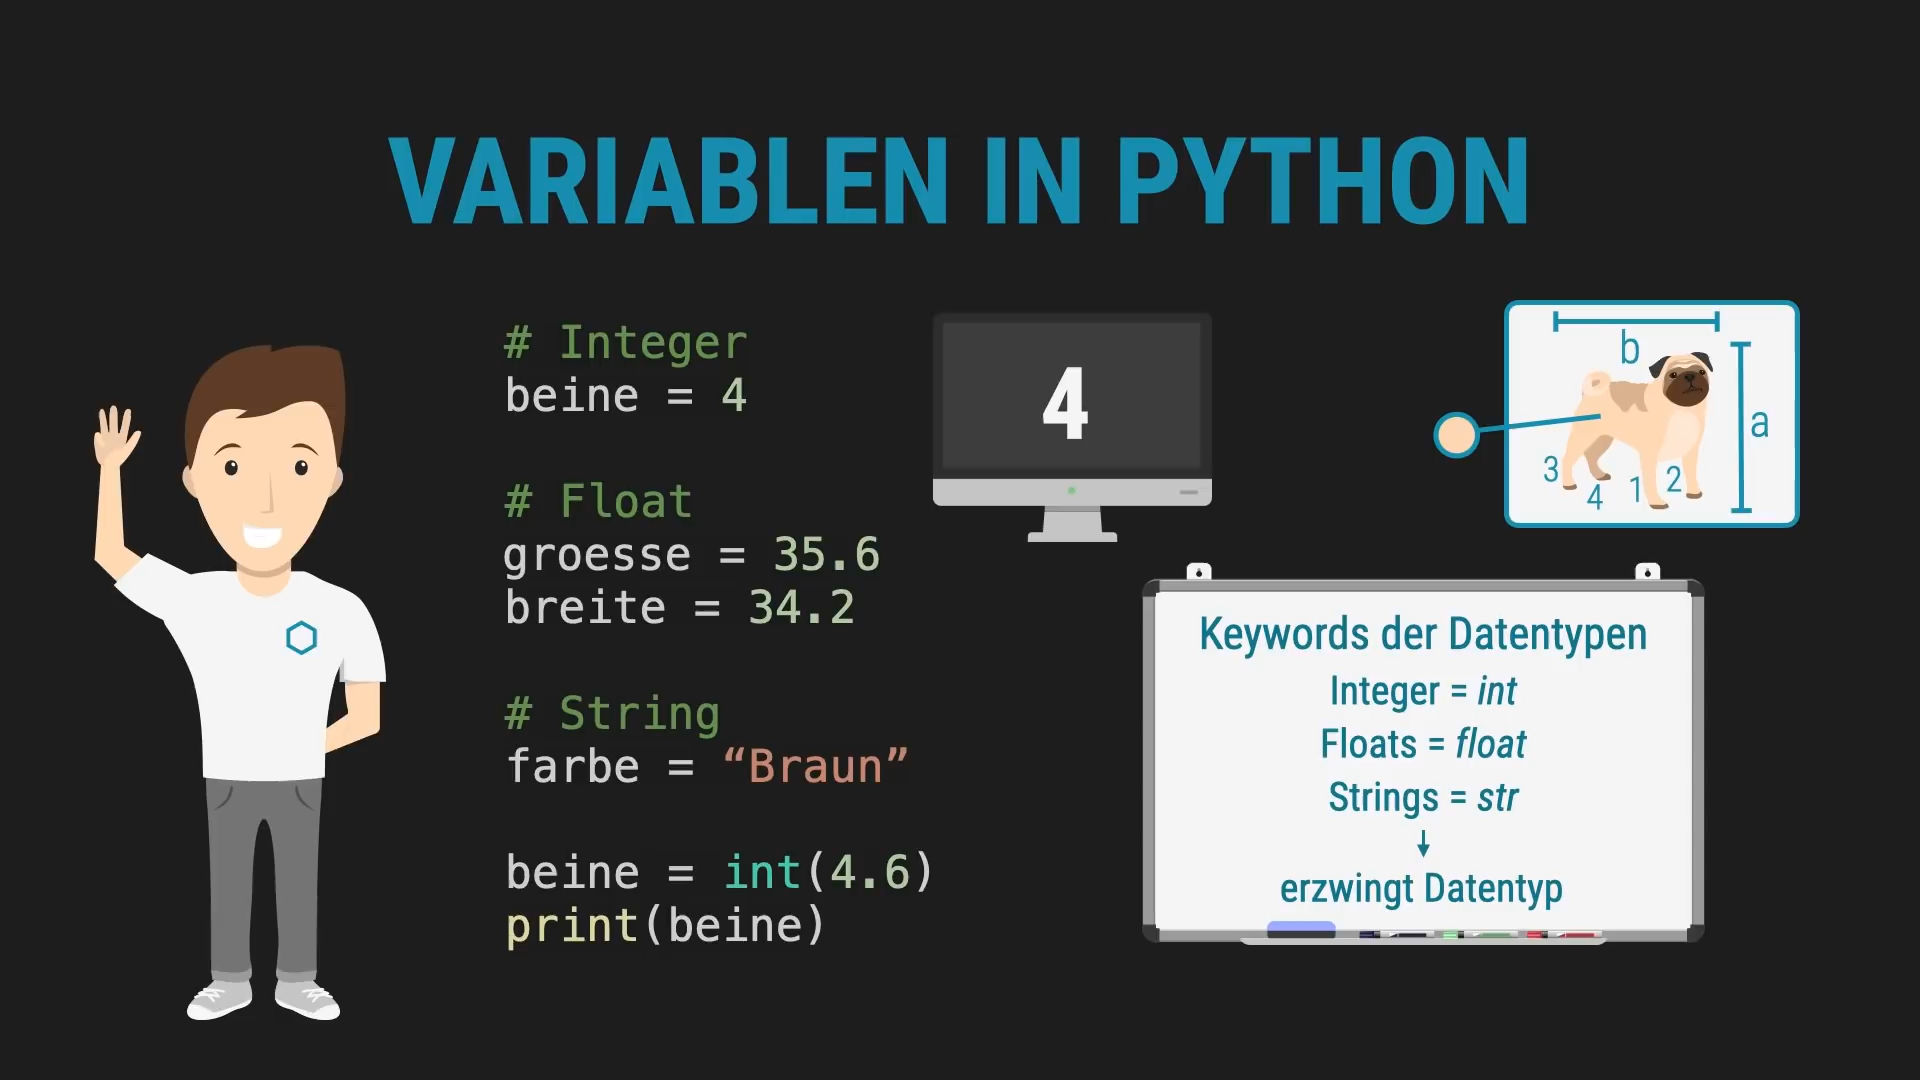 VARIABLEN IN PYTHON
# Integer
beine = 4
# Float
groesse = 35.6
breite = 34.2
# String
farbe = “Braun”
beine = int(4.6)
print(beine)
4
b
a
3
4
1
2
Keywords der Datentypen
Integer = int
Floats = float
Strings = str
↓
erzwingt Datentyp